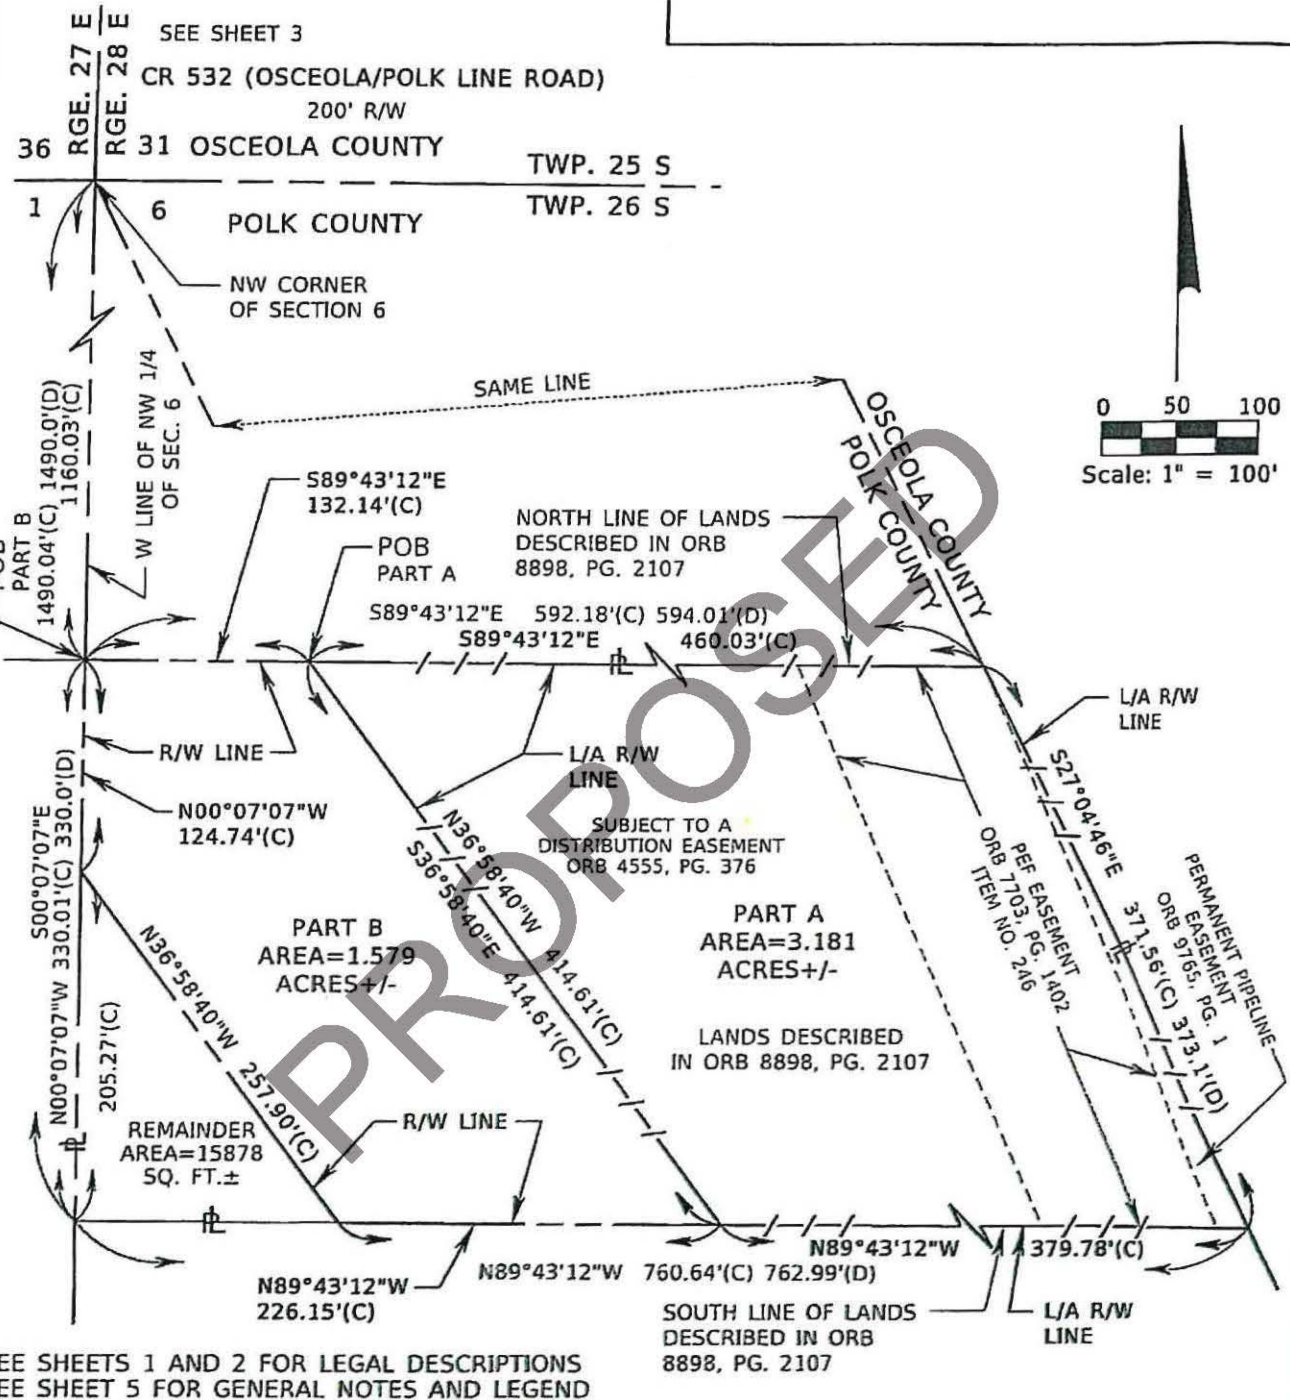 RGE. 27 E
RGE. 28 E
SEE SHEET 3
CR 532 (OSCEOLA/POLK LINE ROAD)
200' R/W
36
31 OSCEOLA COUNTY
TWP. 25 S
1
6
TWP. 26 S
POLK COUNTY
NW CORNER
OF SECTION 6
0 50 100
Scale: 1" = 100'
SAME LINE
OSCEOLA COUNTY
POLK COUNTY
PART B
1490.04'(C) 1490.0'(D)
1160.03'(C)
W LINE OF NW 1/4
OF SEC. 6
S89°43'12"E
132.14'(C)
POB
PART A
NORTH LINE OF LANDS
DESCRIBED IN ORB
8898, PG. 2107
S89°43'12"E 592.18'(C) 594.01'(D)
S89°43'12"E 460.03'(C)
L/A R/W
LINE
R/W LINE
L/A R/W
LINE
N00°07'07"W
124.74'(C)
S00°07'07"E
N00°07'07"W 330.01'(C) 330.0'(D)
205.27'(C)
SUBJECT TO A
DISTRIBUTION EASEMENT
ORB 4555, PG. 376
N36°58'40"W 414.61'(C)
S36°58'40"E 414.61'(C)
PART B
AREA=1.579
ACRES+/-
PART A
AREA=3.181
ACRES+/-
LANDS DESCRIBED
IN ORB 8898, PG. 2107
PEF EASEMENT
ORB 7703, PG. 1402
ITEM NO. 246
S27°04'46"E 371.56'(C) 373.1'(D)
PERMANENT PIPELINE
EASEMENT
ORB 9765, PG. 1
N36°58'40"W 257.90'(C)
REMAINDER
AREA=15878
SQ. FT.±
R/W LINE
N89°43'12"W
226.15'(C)
N89°43'12"W 379.78'(C)
N89°43'12"W 760.64'(C) 762.99'(D)
SOUTH LINE OF LANDS
DESCRIBED IN ORB
8898, PG. 2107
L/A R/W
LINE
PROPOSED
EE SHEETS 1 AND 2 FOR LEGAL DESCRIPTIONS
EE SHEET 5 FOR GENERAL NOTES AND LEGEND